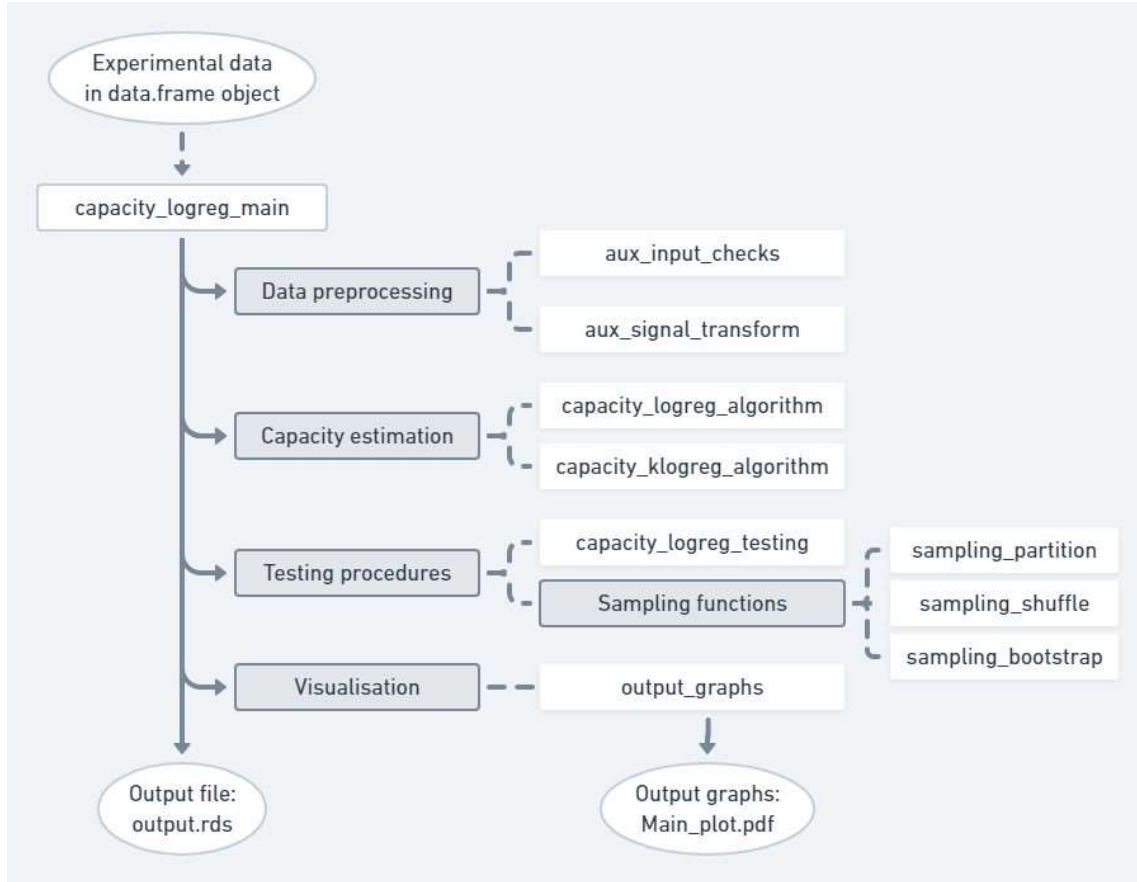 Experimental data
in data.frame object
capacity_logreg_main
Data preprocessing
aux_input_checks
aux_signal_transform
Capacity estimation
capacity_logreg_algorithm
capacity_klogreg_algorithm
Testing procedures
capacity_logreg_testing
Sampling functions
sampling_partition
sampling_shuffle
sampling_bootstrap
Visualisation
output_graphs
Output file:
output.rds
Output graphs:
Main_plot.pdf